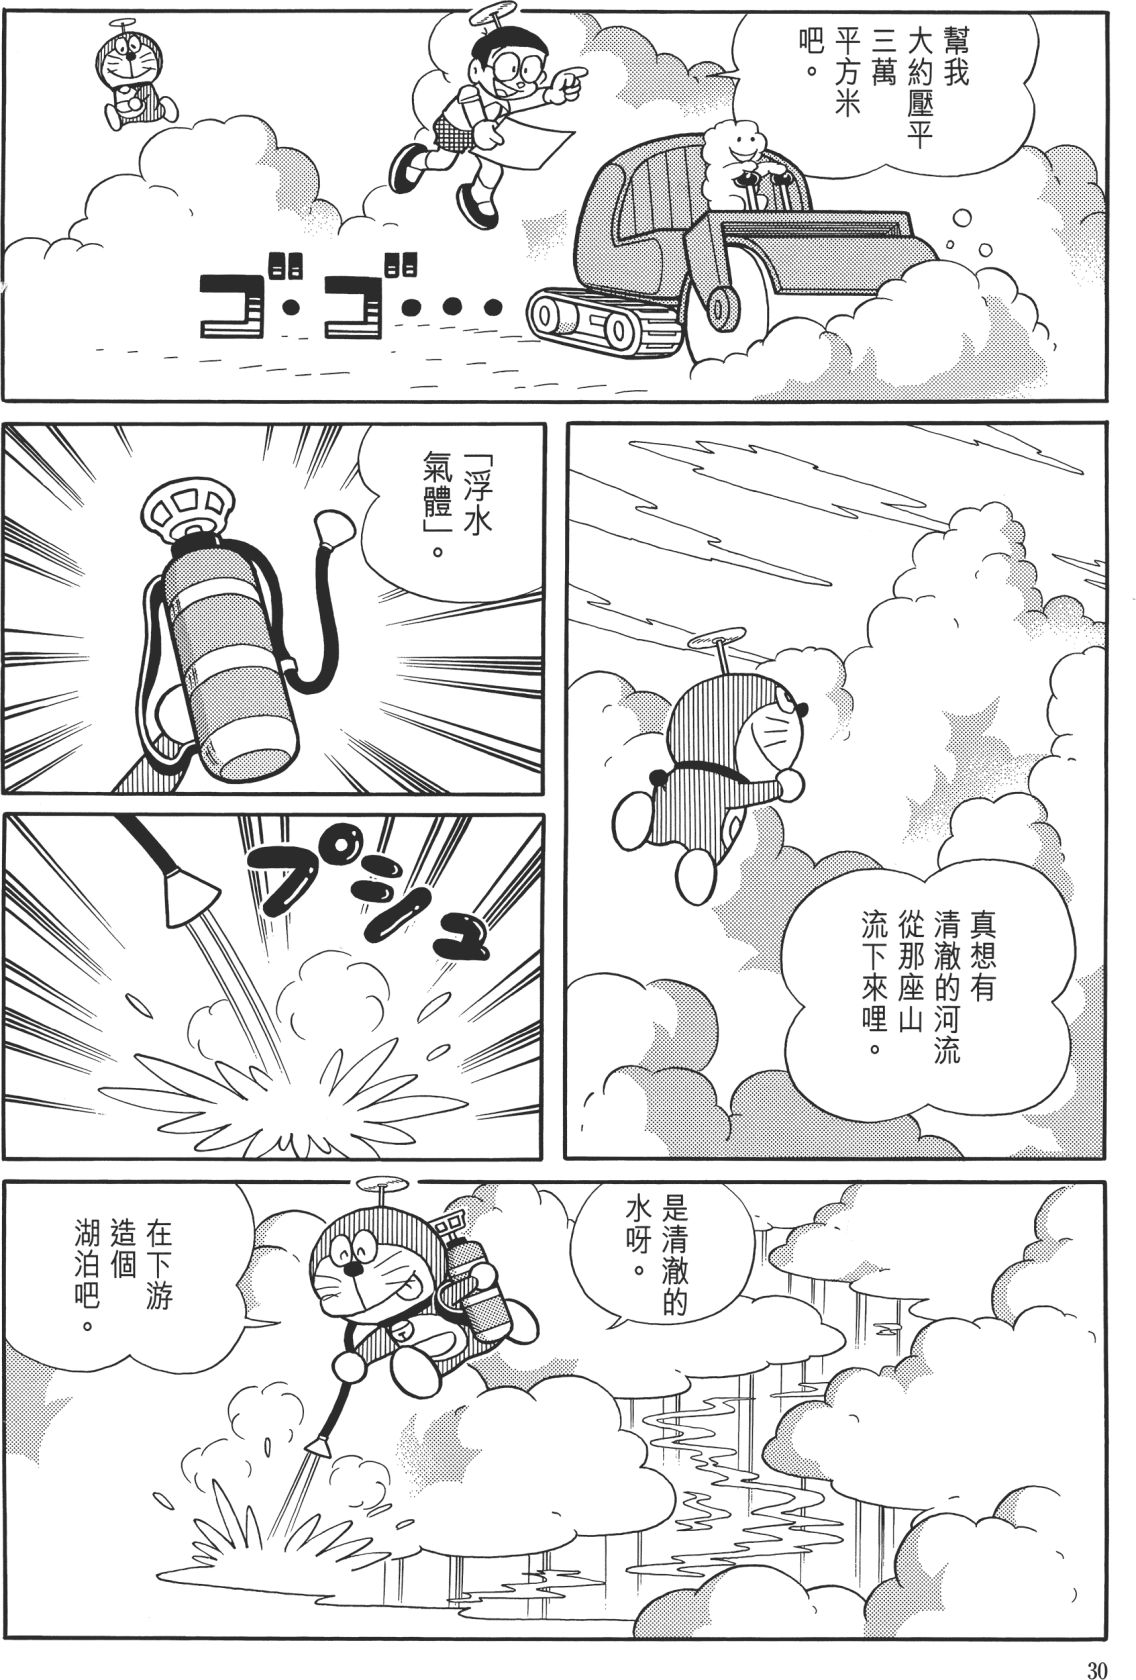 幫我
大約壓平
三萬
平方米
吧。
ゴ・ゴ・・・
真想有
清澈的河流
從那座山
流下來哩。
「浮水
氣體」。
プシュ
是清澈的
水呀。
在下游
造個
湖泊吧。
30